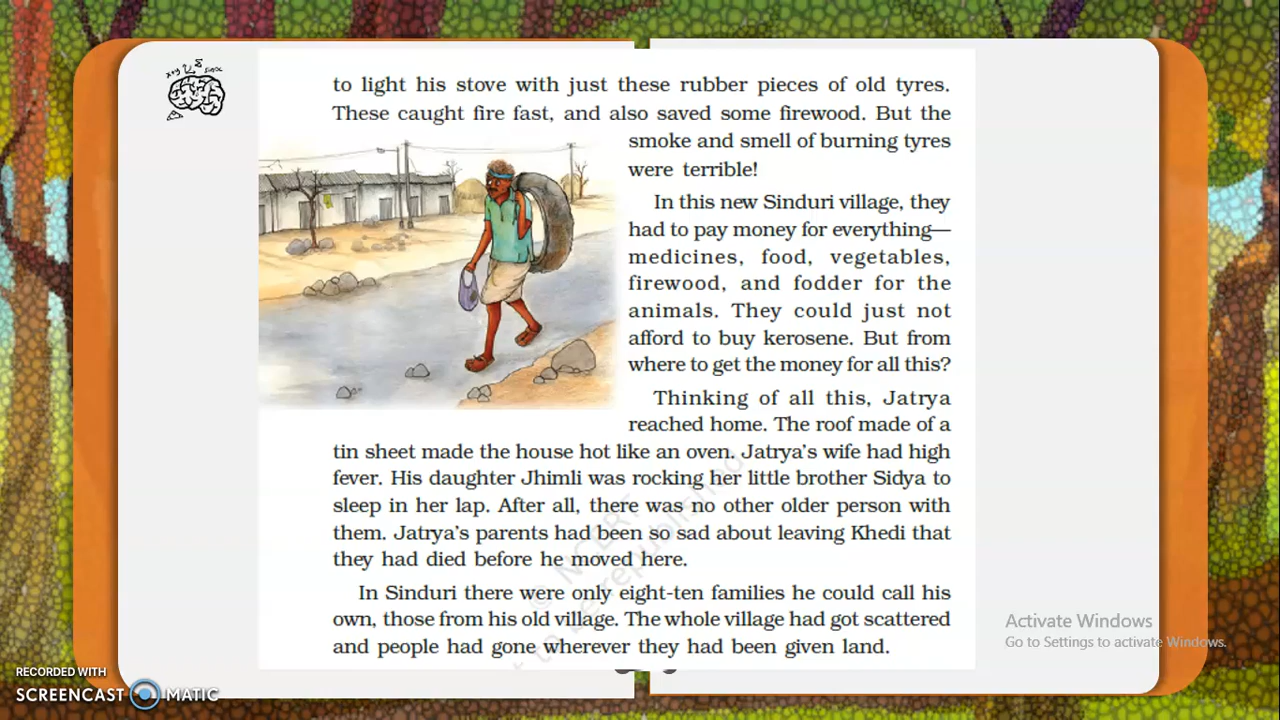 to light his stove with just these rubber pieces of old tyres.
These caught fire fast, and also saved some firewood. But the
smoke and smell of burning tyres
were terrible!
In this new Sinduri village, they
had to pay money for everything—
medicines, food, vegetables,
firewood, and fodder for the
animals. They could just not
afford to buy kerosene. But from
where to get the money for all this?
Thinking of all this, Jatrya
reached home. The roof made of a
tin sheet made the house hot like an oven. Jatrya's wife had high
fever. His daughter Jhimli was rocking her little brother Sidya to
sleep in her lap. After all, there was no other older person with
them. Jatrya's parents had been so sad about leaving Khedi that
they had died before he moved here.
In Sinduri there were only eight-ten families he could call his
own, those from his old village. The whole village had got scattered
and people had gone wherever they had been given land.
© NCERT
to be republished
Activate Windows
Go to Settings to activate Windows.
RECORDED WITH
SCREENCAST MATIC